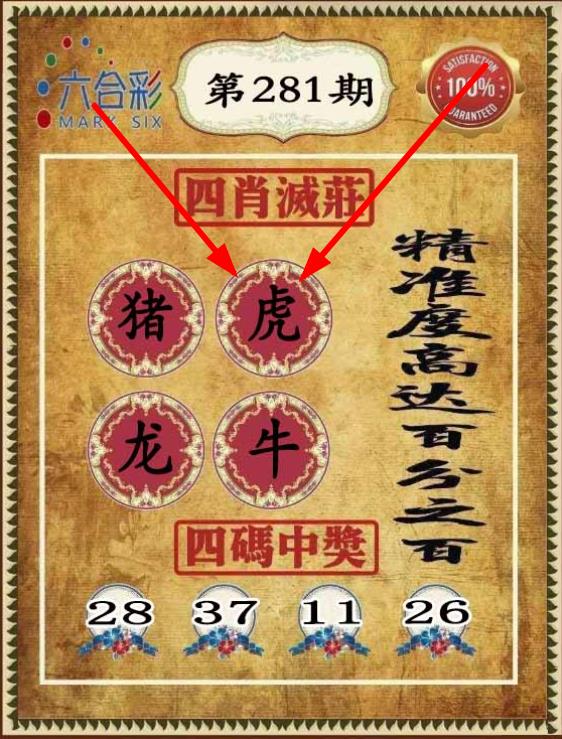 六合彩
MARK SIX
第281期
SATISFACTION
100%
GUARANTEED
四肖滅莊
猪 虎
龙 牛
精准度高达百分之百
四碼中獎
28 37 11 26